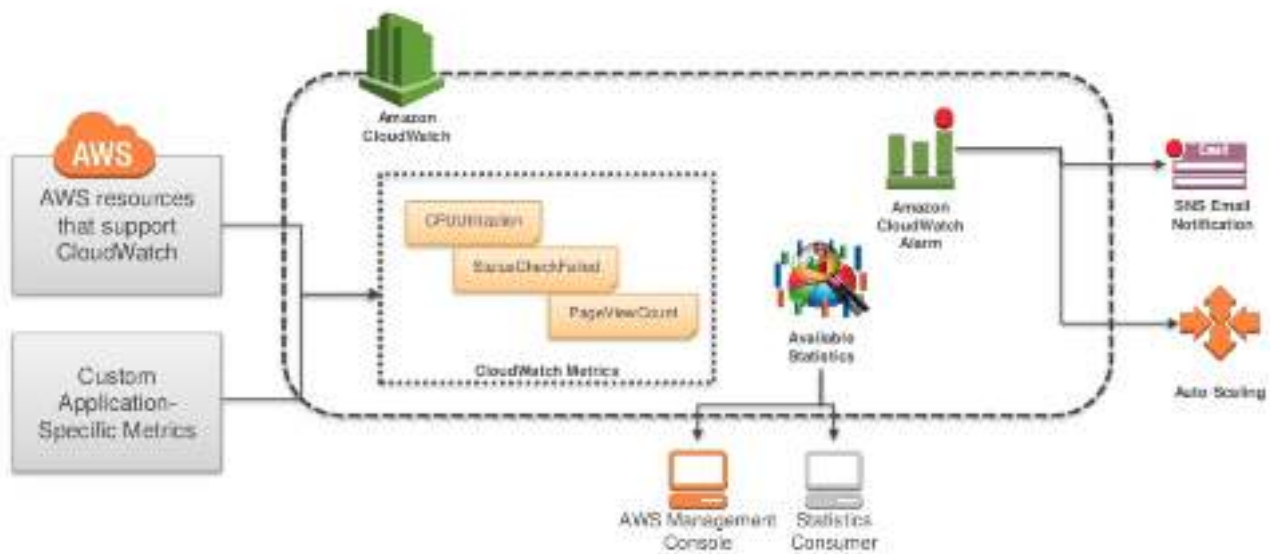 Amazon
CloudWatch
AWS
AWS resources
that support
CloudWatch
Custom
Application-
Specific Metrics
CPUUtilization
StatusCheckFailed
PageViewCount
CloudWatch Metrics
Amazon
CloudWatch
Alarm
Available
Statistics
SNS Email
Notification
Auto Scaling
AWS Management
Console
Statistics
Consumer